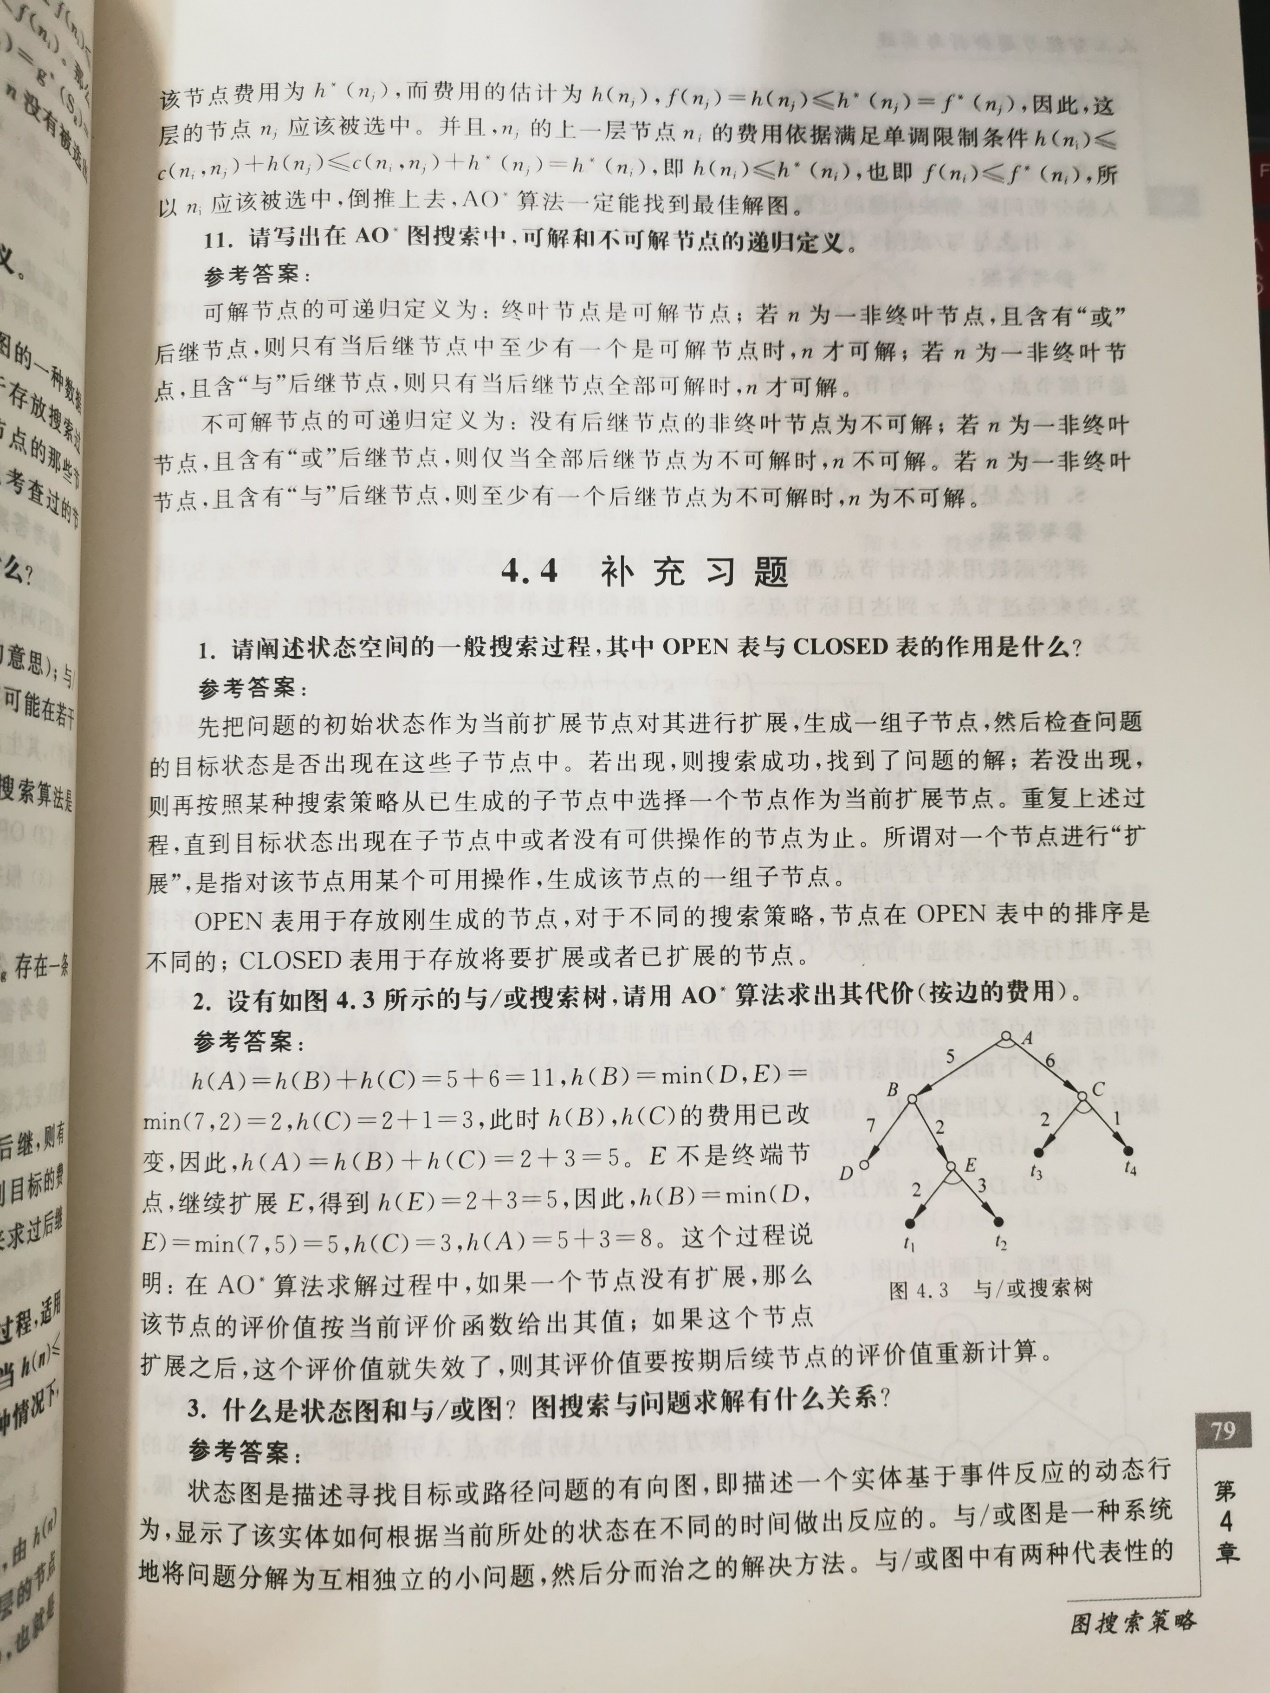 该节点费用为 h*(nⱼ),而费用的估计为 h(nⱼ),f(nⱼ)=h(nⱼ)≤h*(nⱼ)=f*(nⱼ),因此,这
层的节点 nⱼ 应该被选中。并且,nⱼ 的上一层节点 nᵢ 的费用依据满足单调限制条件 h(nᵢ)≤
c(nᵢ,nⱼ)+h(nⱼ)≤c(nᵢ,nⱼ)+h*(nⱼ)=h*(nᵢ),即 h(nᵢ)≤h*(nᵢ),也即 f(nᵢ)≤f*(nᵢ),所
以 nᵢ 应该被选中,倒推上去,AO*算法一定能找到最佳解图。
11. 请写出在 AO*图搜索中,可解和不可解节点的递归定义。
参考答案:
可解节点的可递归定义为:终叶节点是可解节点;若 n 为一非终叶节点,且含有“或”
后继节点,则只有当后继节点中至少有一个是可解节点时,n 才可解;若 n 为一非终叶节
点,且含“与”后继节点,则只有当后继节点全部可解时,n 才可解。
不可解节点的可递归定义为:没有后继节点的非终叶节点为不可解;若 n 为一非终叶
节点,且含有“或”后继节点,则仅当全部后继节点为不可解时,n 不可解。若 n 为一非终叶
节点,且含有“与”后继节点,则至少有一个后继节点为不可解时,n 为不可解。
4.4 补充习题
1. 请阐述状态空间的一般搜索过程,其中 OPEN 表与 CLOSED 表的作用是什么?
参考答案:
先把问题的初始状态作为当前扩展节点对其进行扩展,生成一组子节点,然后检查问题
的目标状态是否出现在这些子节点中。若出现,则搜索成功,找到了问题的解;若没出现,
则再按照某种搜索策略从已生成的子节点中选择一个节点作为当前扩展节点。重复上述过
程,直到目标状态出现在子节点中或者没有可供操作的节点为止。所谓对一个节点进行“扩
展”,是指对该节点用某个可用操作,生成该节点的一组子节点。
OPEN 表用于存放刚生成的节点,对于不同的搜索策略,节点在 OPEN 表中的排序是
不同的;CLOSED 表用于存放将要扩展或者已扩展的节点。
2. 设有如图 4.3 所示的与/或搜索树,请用 AO*算法求出其代价(按边的费用)。
参考答案:
h(A)=h(B)+h(C)=5+6=11,h(B)=min(D,E)=
min(7,2)=2,h(C)=2+1=3,此时 h(B),h(C)的费用已改
变,因此,h(A)=h(B)+h(C)=2+3=5。E 不是终端节
点,继续扩展 E,得到 h(E)=2+3=5,因此,h(B)=min(D,
E)=min(7,5)=5,h(C)=3,h(A)=5+3=8。这个过程说
明:在 AO*算法求解过程中,如果一个节点没有扩展,那么
该节点的评价值按当前评价函数给出其值;如果这个节点
扩展之后,这个评价值就失效了,则其评价值要按期后续节点的评价值重新计算。
A
5 6
B C
7 2 2 1
D E t₃ t₄
2 3
t₁ t₂
图 4.3 与/或搜索树
3. 什么是状态图和与/或图?图搜索与问题求解有什么关系?
参考答案:
状态图是描述寻找目标或路径问题的有向图,即描述一个实体基于事件反应的动态行
为,显示了该实体如何根据当前所处的状态在不同的时间做出反应的。与/或图是一种系统
地将问题分解为互相独立的小问题,然后分而治之的解决方法。与/或图中有两种代表性的
79
第4章
图搜索策略